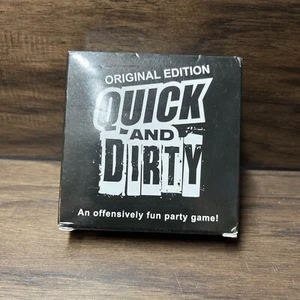 ORIGINAL EDITION
QUICK
AND
DIRTY
An offensively fun party game!